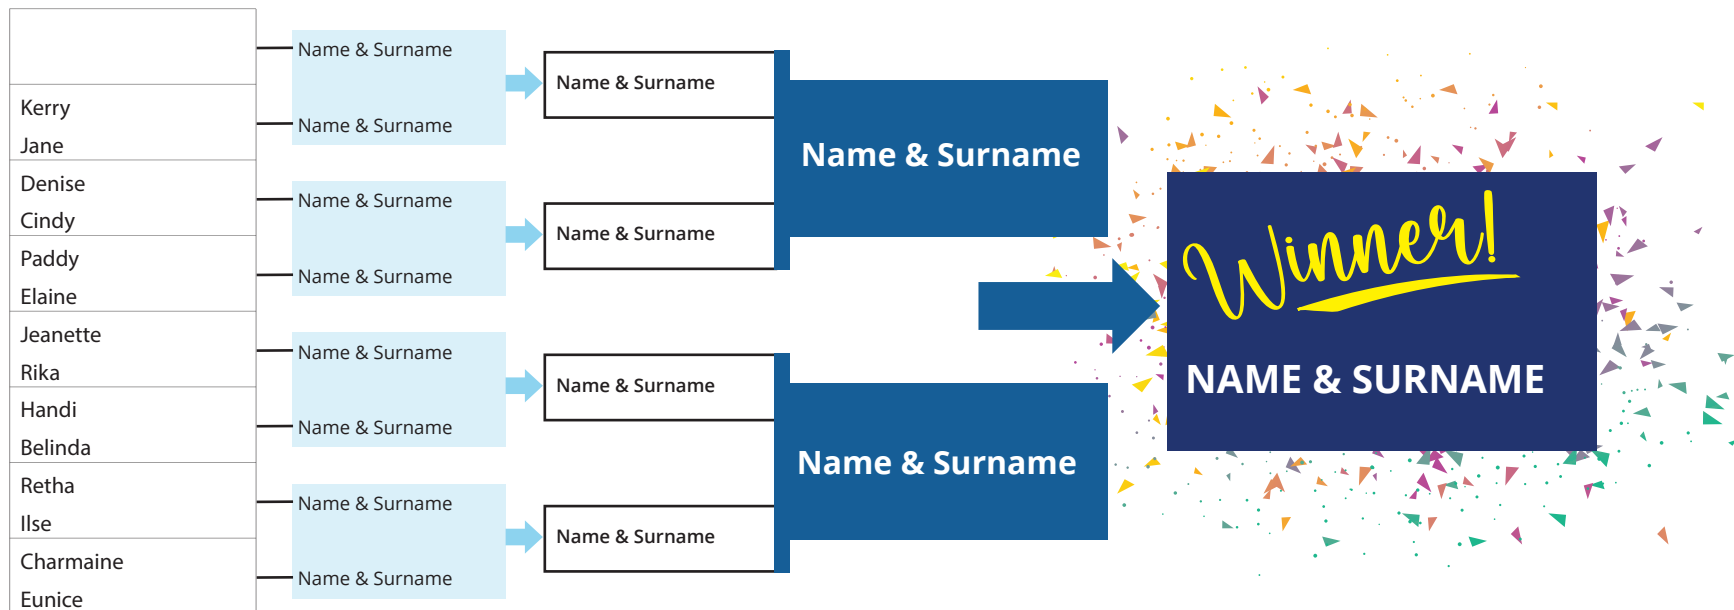 Kerry
Jane
Denise
Cindy
Paddy
Elaine
Jeanette
Rika
Handi
Belinda
Retha
Ilse
Charmaine
Eunice
Name & Surname
Name & Surname
Name & Surname
Name & Surname
Name & Surname
Name & Surname
Name & Surname
Name & Surname
Name & Surname
Name & Surname
Name & Surname
Name & Surname
Name & Surname
Name & Surname
Winner!
NAME & SURNAME